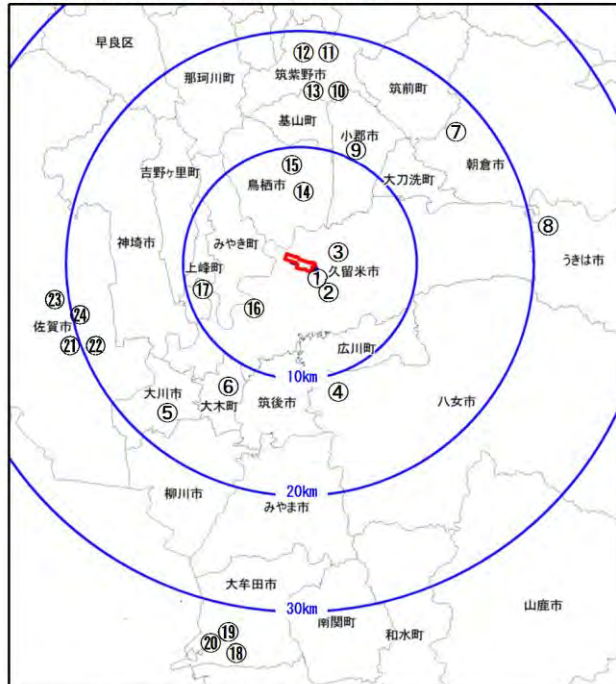 早良区
那珂川町
⑫ ⑪
筑紫野市
⑬ ⑩
筑前町
⑦
基山町
小郡市
⑨
朝倉市
吉野ヶ里町
⑮
鳥栖市
⑭
大刀洗町
⑧
神埼市
みやき町
③
うきは市
上峰町
久留米市
①
⑰
②
㉓
⑯
㉔
佐賀市
㉑ ㉒
広川町
10km
⑥
④
大川市
大木町
筑後市
八女市
⑤
柳川市
20km
みやま市
大牟田市
30km
南関町
山鹿市
和水町
⑲
⑳
⑱